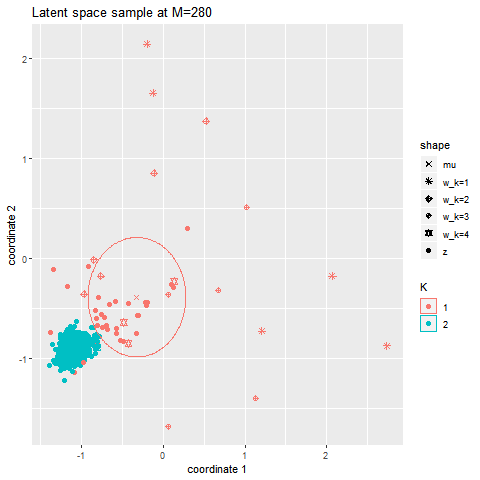 Latent space sample at M=280
2
1
0
-1
-1
0
1
2
coordinate 1
coordinate 2
shape
mu
w_k=1
w_k=2
w_k=3
w_k=4
z
K
1
2